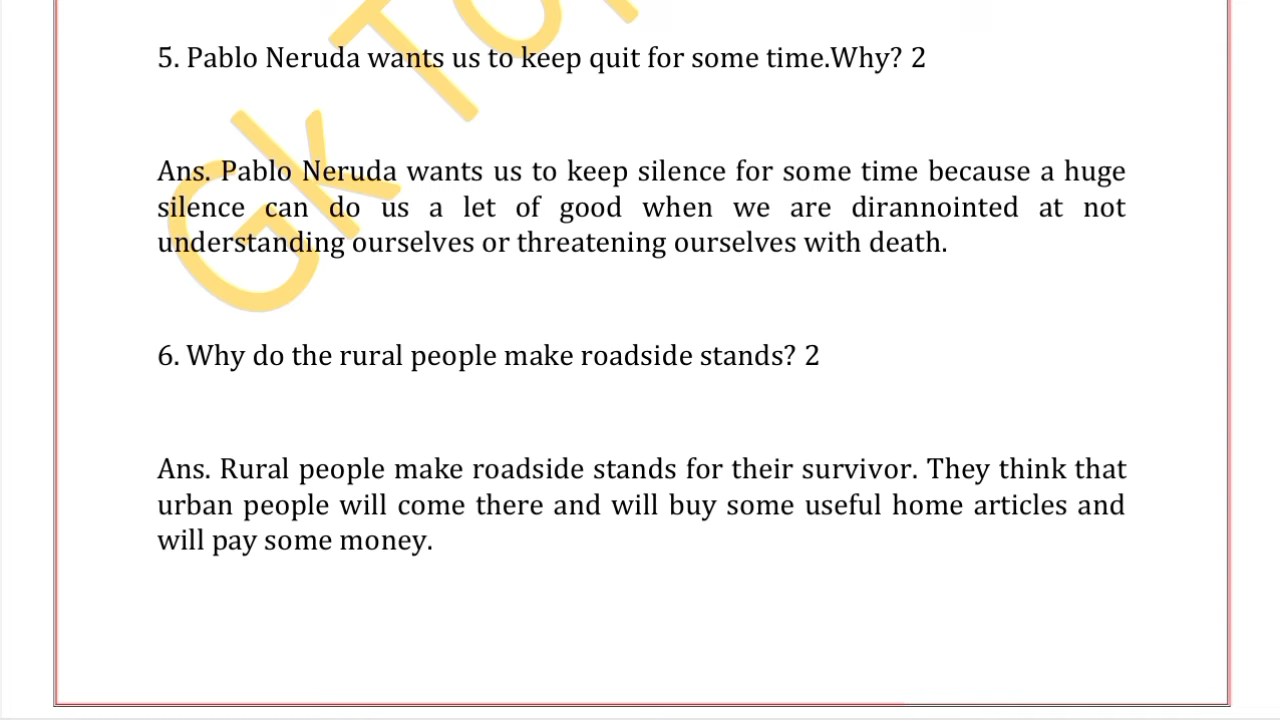 5. Pablo Neruda wants us to keep quit for some time.Why? 2
Ans. Pablo Neruda wants us to keep silence for some time because a huge
silence can do us a let of good when we are dirannointed at not
understanding ourselves or threatening ourselves with death.
6. Why do the rural people make roadside stands? 2
Ans. Rural people make roadside stands for their survivor. They think that
urban people will come there and will buy some useful home articles and
will pay some money.
Gk To